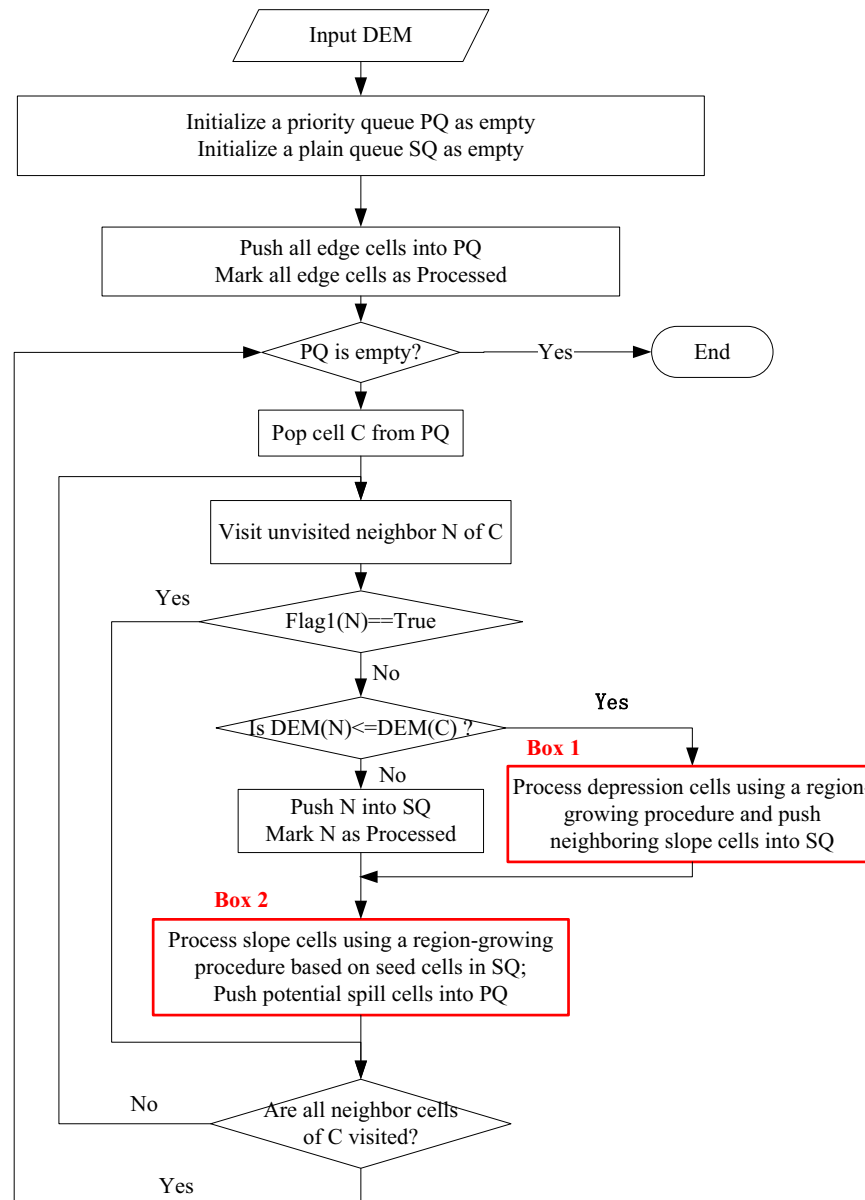 Input DEM
Initialize a priority queue PQ as empty
Initialize a plain queue SQ as empty
Push all edge cells into PQ
Mark all edge cells as Processed
PQ is empty?
Yes
End
Pop cell C from PQ
Visit unvisited neighbor N of C
Yes
Flag1(N)==True
No
Is DEM(N)<=DEM(C) ?
Yes
Box 1
No
Process depression cells using a region-
growing procedure and push
neighboring slope cells into SQ
Push N into SQ
Mark N as Processed
Box 2
Process slope cells using a region-growing
procedure based on seed cells in SQ;
Push potential spill cells into PQ
No
Are all neighbor cells
of C visited?
Yes